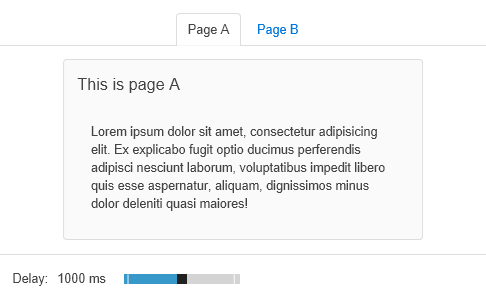 Page A Page B
This is page A
Lorem ipsum dolor sit amet, consectetur adipisicing
elit. Ex explicabo fugit optio ducimus perferendis
adipisci nesciunt laborum, voluptatibus impedit libero
quis esse aspernatur, aliquam, dignissimos minus
dolor deleniti quasi maiores!
Delay: 1000 ms